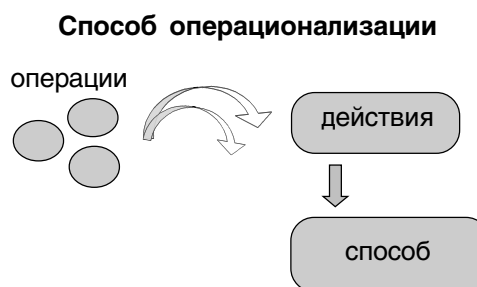 Способ операционализации
операции
действия
способ